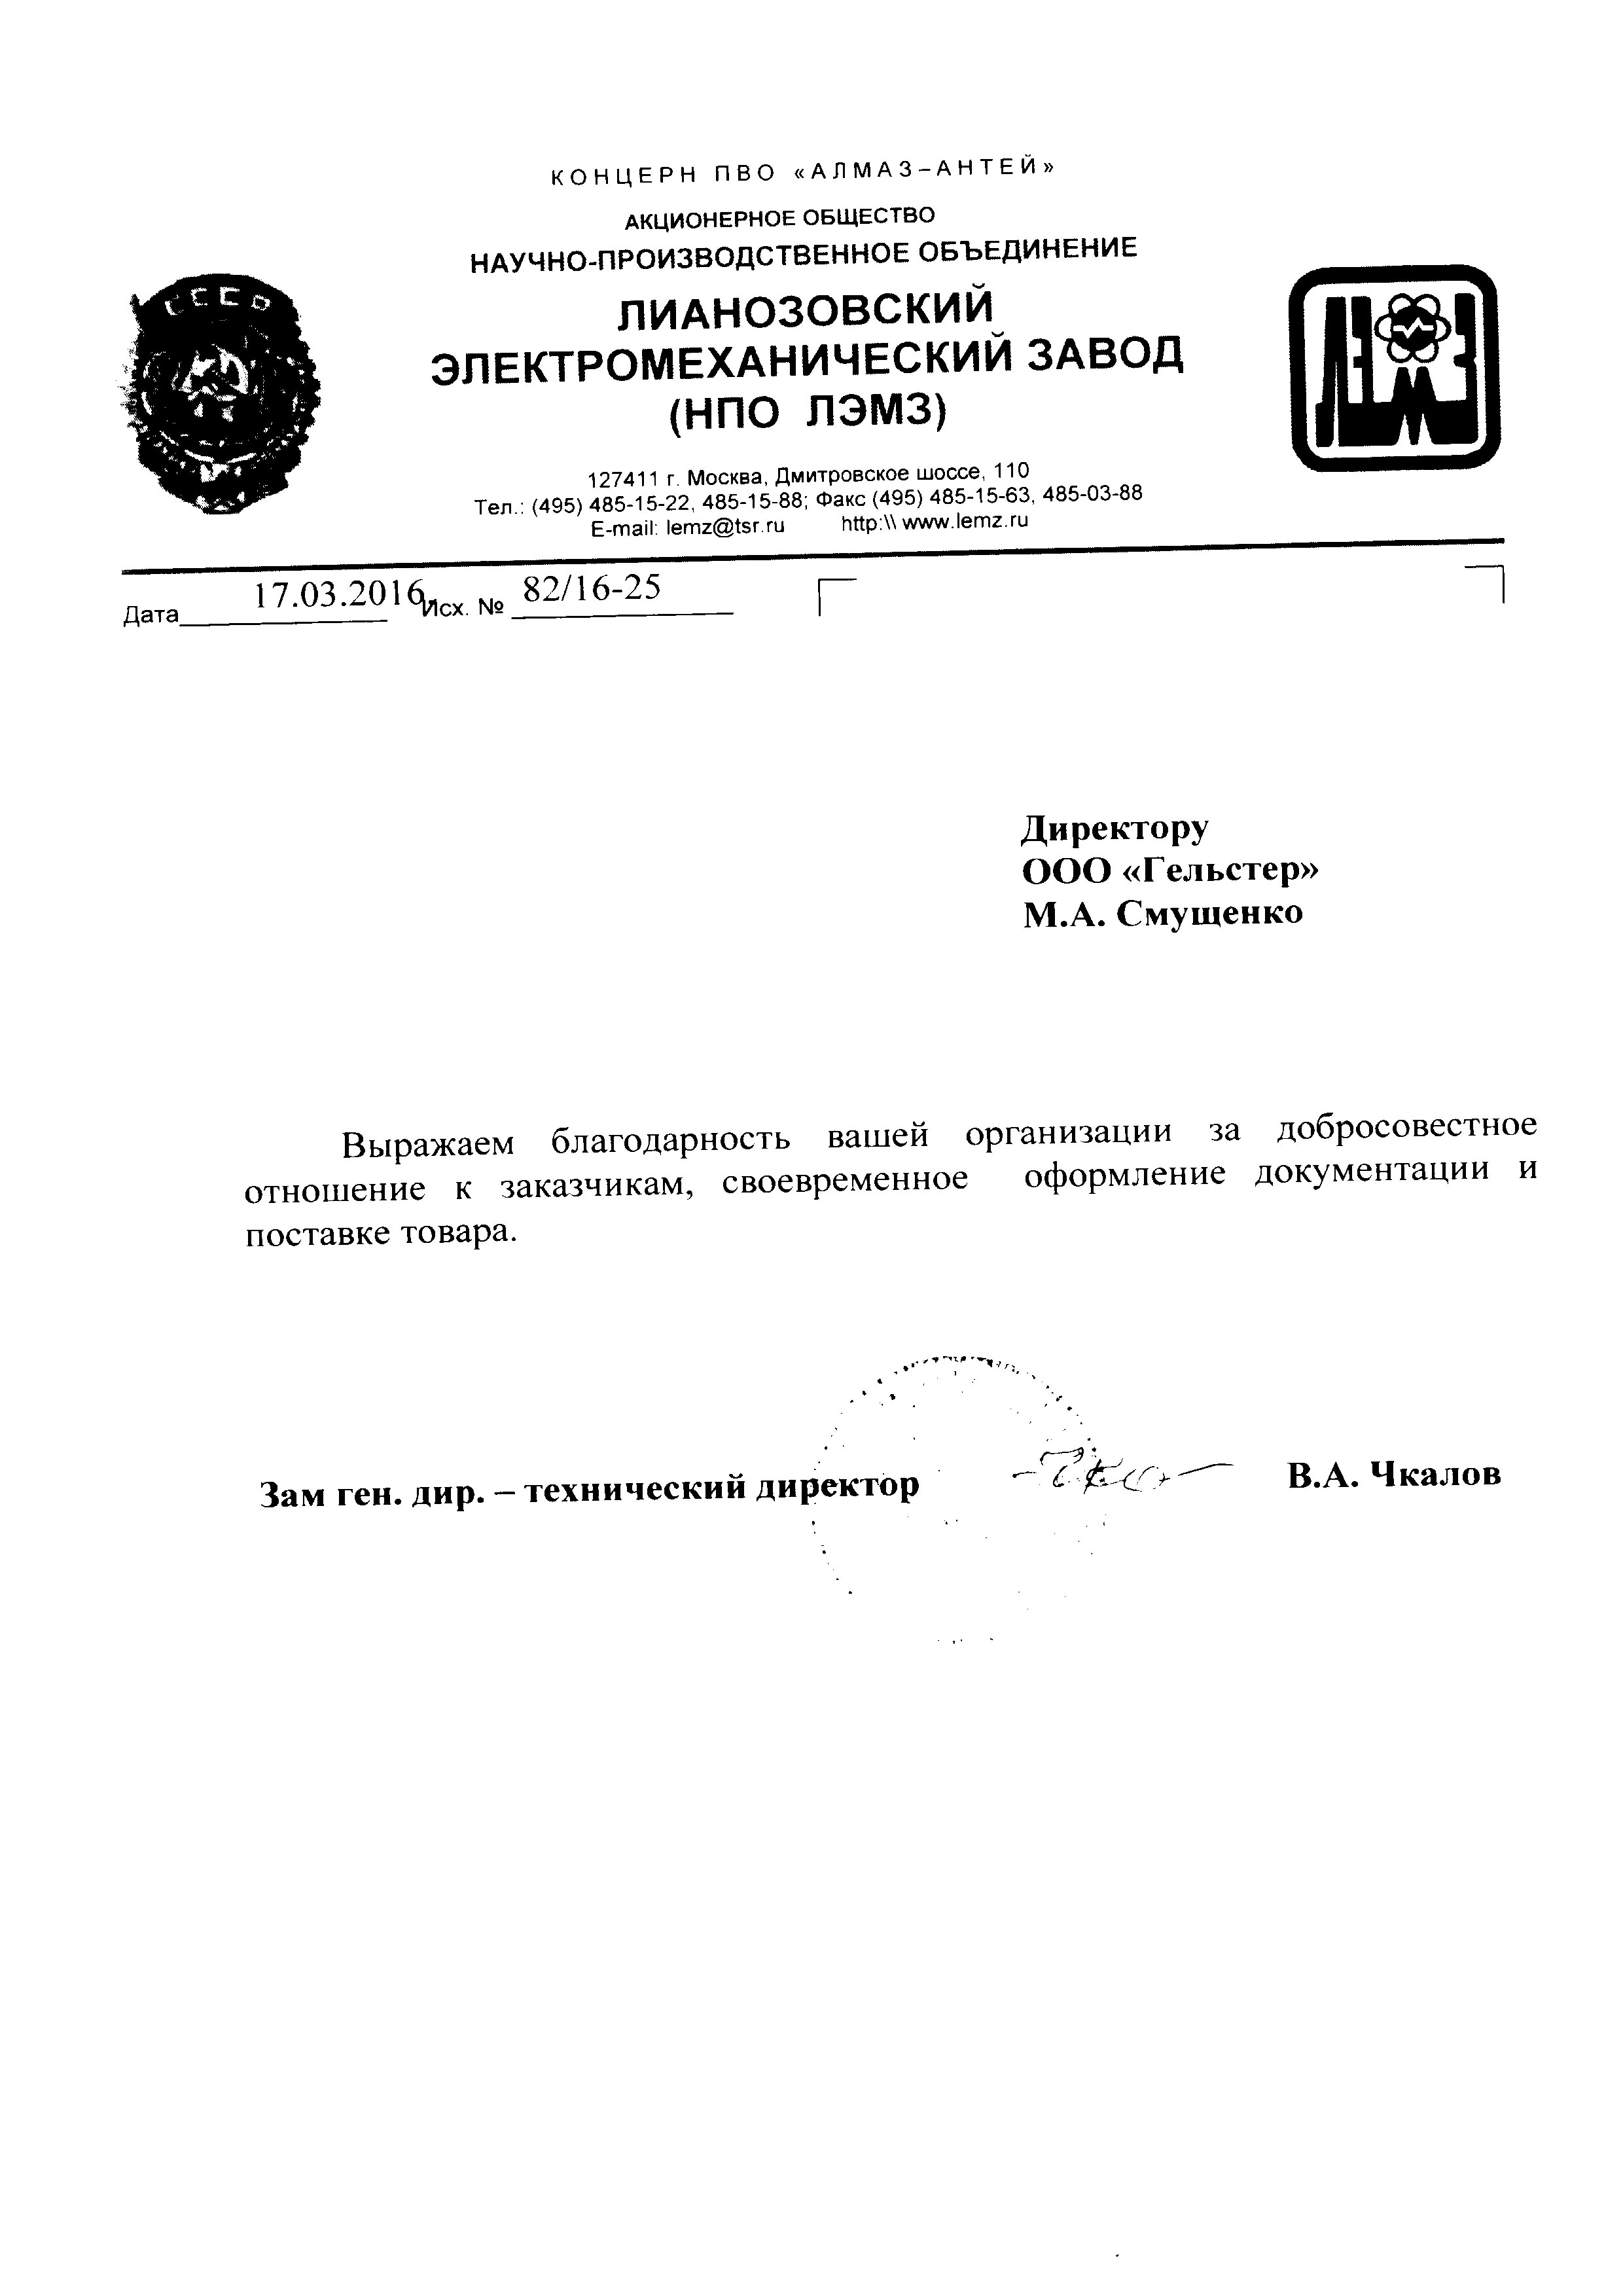 КОНЦЕРН ПВО «АЛМАЗ–АНТЕЙ»
АКЦИОНЕРНОЕ ОБЩЕСТВО
НАУЧНО-ПРОИЗВОДСТВЕННОЕ ОБЪЕДИНЕНИЕ
ЛИАНОЗОВСКИЙ
ЭЛЕКТРОМЕХАНИЧЕСКИЙ ЗАВОД
(НПО ЛЭМЗ)
СССР
ЛЭМЗ
127411 г. Москва, Дмитровское шоссе, 110
Тел.: (495) 485-15-22, 485-15-88; Факс (495) 485-15-63, 485-03-88
E-mail: lemz@tsr.ru http:\\ www.lemz.ru
Дата 17.03.2016 Исх. № 82/16-25
Директору
ООО «Гельстер»
М.А. Смущенко
Выражаем благодарность вашей организации за добросовестное
отношение к заказчикам, своевременное оформление документации и
поставке товара.
Зам ген. дир. – технический директор В.А. Чкалов